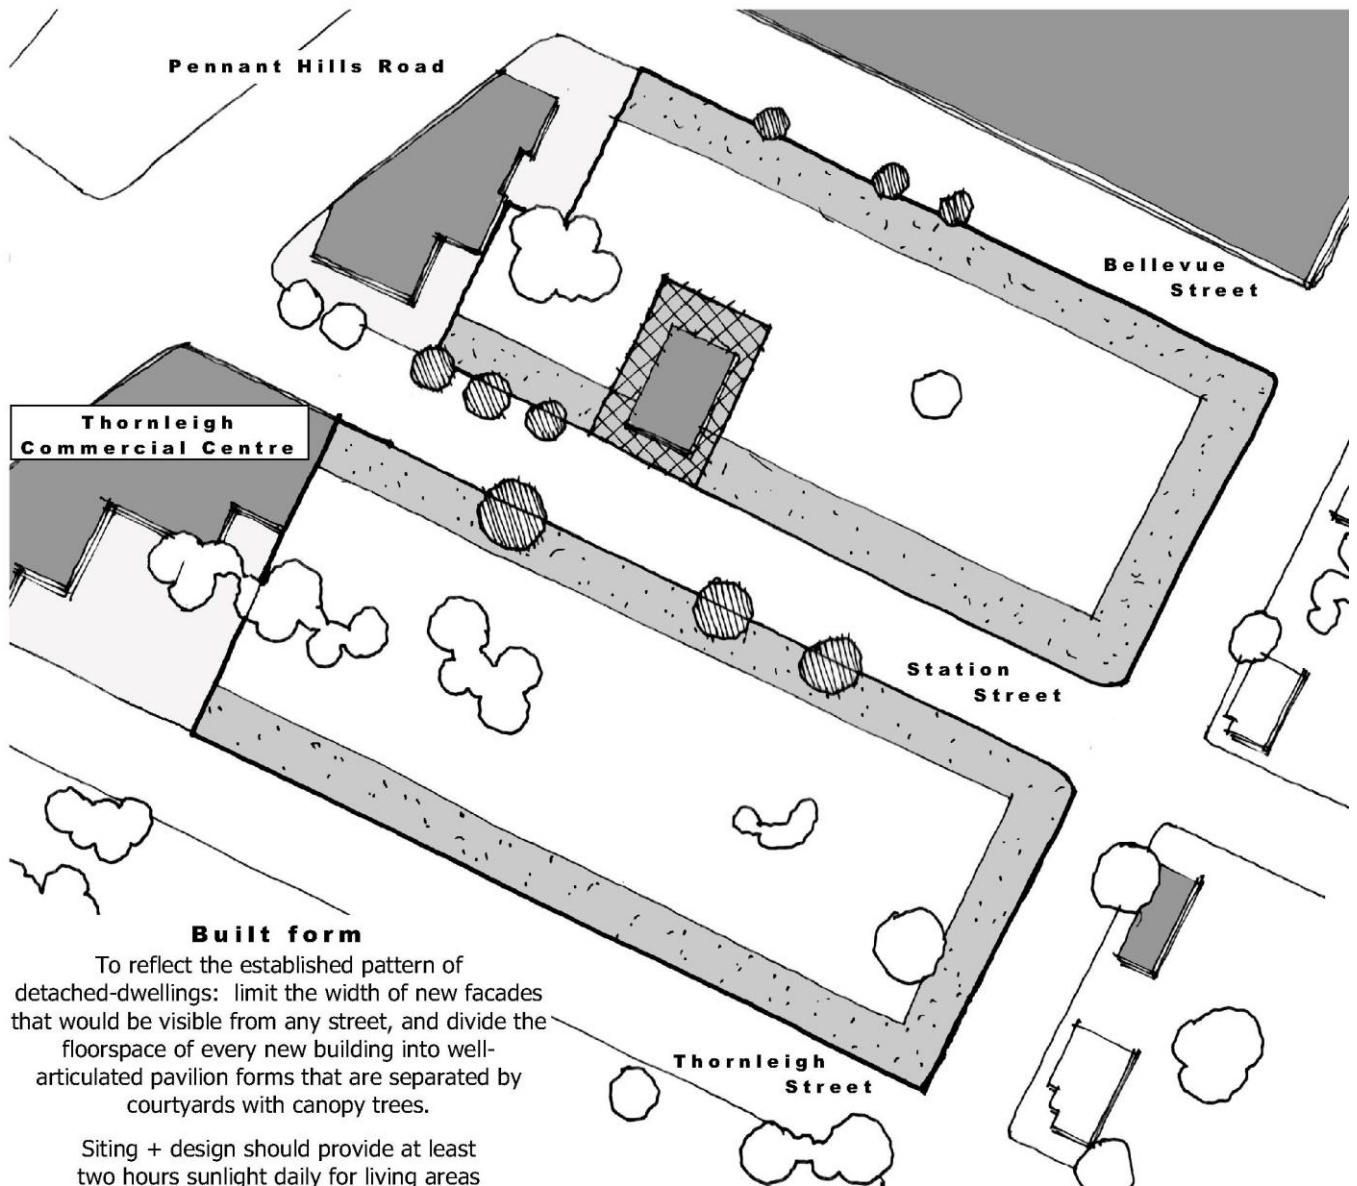 Pennant Hills Road
Bellevue
Street
Thornleigh
Commercial Centre
Station
Street
Built form
To reflect the established pattern of
detached-dwellings: limit the width of new facades
that would be visible from any street, and divide the
floorspace of every new building into well-
articulated pavilion forms that are separated by
courtyards with canopy trees.
Siting + design should provide at least
two hours sunlight daily for living areas
Thornleigh
Street